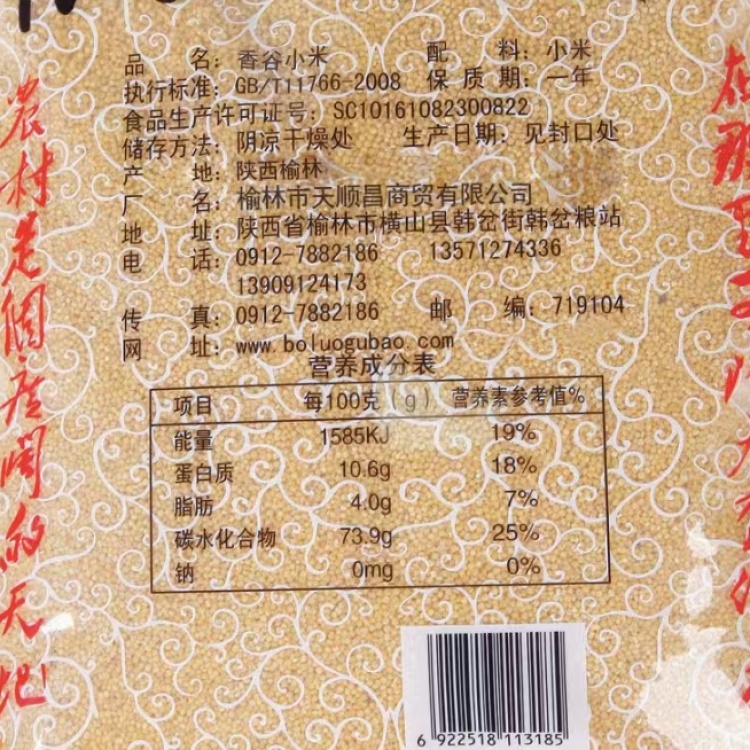 品 名：香谷小米 配 料：小米
执行标准：GB/T11766-2008 保 质 期：一年
食品生产许可证号：SC10161082300822
储存方法：阴凉干燥处 生产日期：见封口处
产 地：陕西榆林
厂 名：榆林市天顺昌商贸有限公司
地 址：陕西省榆林市横山县韩岔街韩岔粮站
电 话：0912-7882186 13571274336
13909124173
传 真：0912-7882186 邮 编：719104
网 址：www.boluogubao.com
营养成分表
项目 每100克(g) 营养素参考值%
能量 1585KJ 19%
蛋白质 10.6g 18%
脂肪 4.0g 7%
碳水化合物 73.9g 25%
钠 0mg 0%
农村是个广阔的天地
6 922518 113185